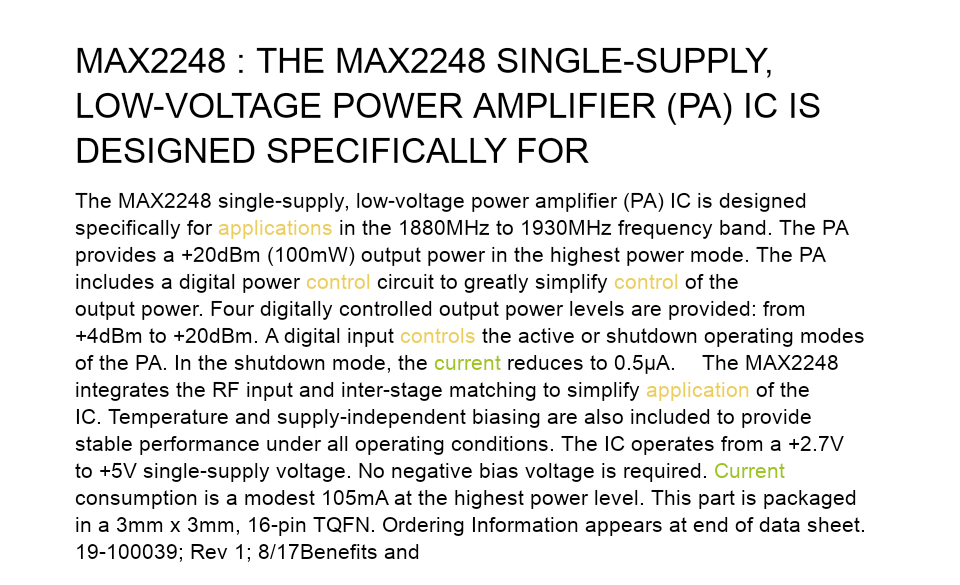 MAX2248 : THE MAX2248 SINGLE-SUPPLY,
LOW-VOLTAGE POWER AMPLIFIER (PA) IC IS
DESIGNED SPECIFICALLY FOR
The MAX2248 single-supply, low-voltage power amplifier (PA) IC is designed
specifically for applications in the 1880MHz to 1930MHz frequency band. The PA
provides a +20dBm (100mW) output power in the highest power mode. The PA
includes a digital power control circuit to greatly simplify control of the
output power. Four digitally controlled output power levels are provided: from
+4dBm to +20dBm. A digital input controls the active or shutdown operating modes
of the PA. In the shutdown mode, the current reduces to 0.5µA. The MAX2248
integrates the RF input and inter-stage matching to simplify application of the
IC. Temperature and supply-independent biasing are also included to provide
stable performance under all operating conditions. The IC operates from a +2.7V
to +5V single-supply voltage. No negative bias voltage is required. Current
consumption is a modest 105mA at the highest power level. This part is packaged
in a 3mm x 3mm, 16-pin TQFN. Ordering Information appears at end of data sheet.
19-100039; Rev 1; 8/17Benefits and